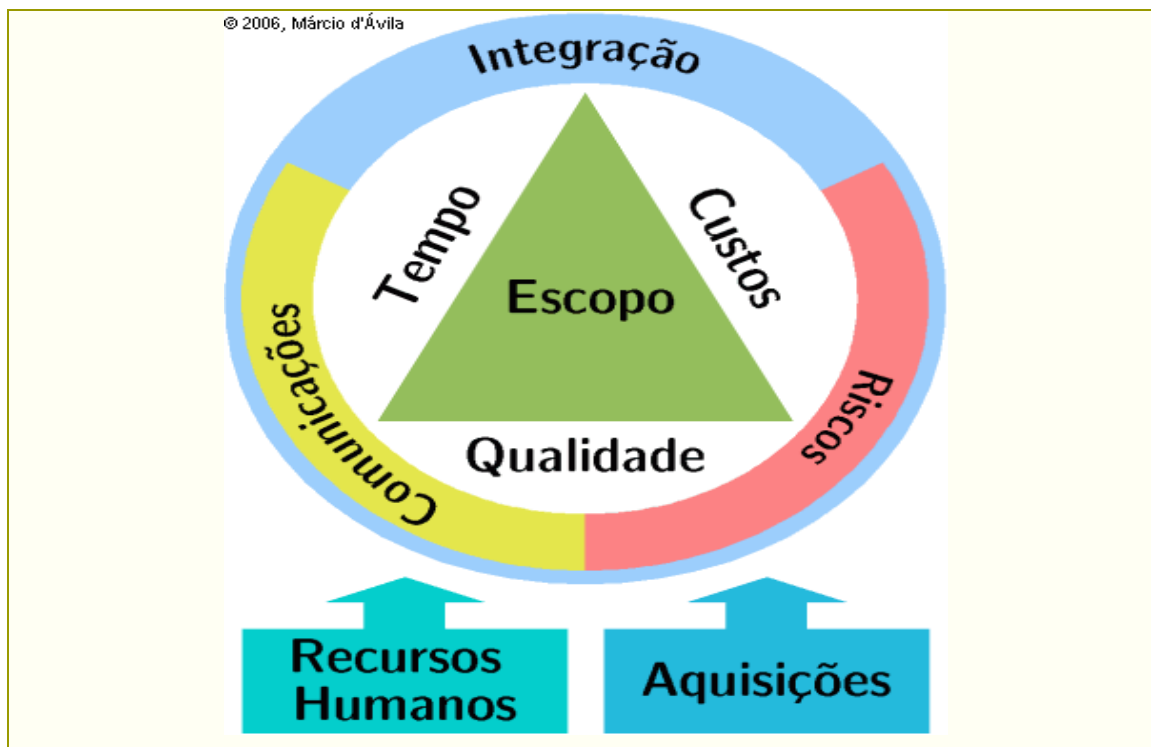 © 2006, Márcio d'Ávila
Integração
Tempo
Custos
Escopo
Comunicações
Riscos
Qualidade
Recursos
Humanos
Aquisições